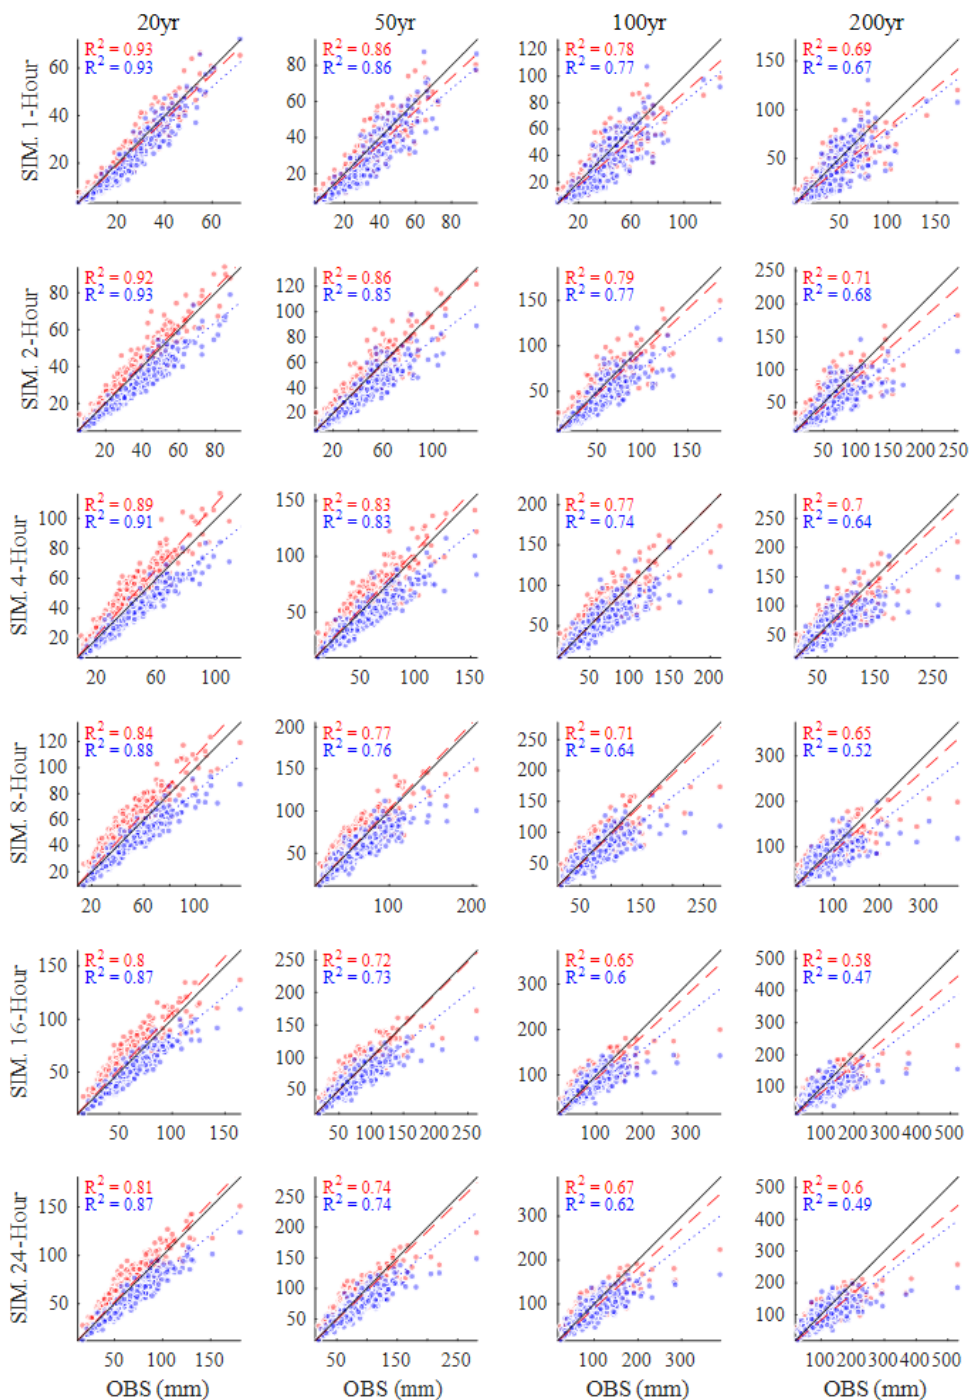 20yr 50yr 100yr 200yr
SIM. 1-Hour
R² = 0.93
R² = 0.93
60
40
20
20 40 60
R² = 0.86
R² = 0.86
80
60
40
20
20 40 60 80
R² = 0.78
R² = 0.77
120
100
80
60
40
20
20 60 100
R² = 0.69
R² = 0.67
150
100
50
50 100 150
SIM. 2-Hour
R² = 0.92
R² = 0.93
80
60
40
20
20 40 60 80
R² = 0.86
R² = 0.85
120
100
80
60
40
20
20 60 100
R² = 0.79
R² = 0.77
150
100
50
50 100 150
R² = 0.71
R² = 0.68
250
200
150
100
50
50 100 150 200 250
SIM. 4-Hour
R² = 0.89
R² = 0.91
100
80
60
40
20
20 60 100
R² = 0.83
R² = 0.83
150
100
50
50 100 150
R² = 0.77
R² = 0.74
200
150
100
50
50 100 150 200
R² = 0.7
R² = 0.64
250
200
150
100
50
50 150 250
SIM. 8-Hour
R² = 0.84
R² = 0.88
120
100
80
60
40
20
20 60 100
R² = 0.77
R² = 0.76
200
150
100
50
100 200
R² = 0.71
R² = 0.64
250
200
150
100
50
50 150 250
R² = 0.65
R² = 0.52
300
200
100
100 200 300
SIM. 16-Hour
R² = 0.8
R² = 0.87
150
100
50
50 100 150
R² = 0.72
R² = 0.73
250
200
150
100
50
50 100 150 200 250
R² = 0.65
R² = 0.6
300
200
100
100 200 300
R² = 0.58
R² = 0.47
500
400
300
200
100
100 200 300 400 500
SIM. 24-Hour
R² = 0.81
R² = 0.87
150
100
50
50 100 150
R² = 0.74
R² = 0.74
250
200
150
100
50
50 150 250
R² = 0.67
R² = 0.62
300
200
100
100 200 300
R² = 0.6
R² = 0.49
500
400
300
200
100
100 200 300 400 500
OBS (mm) OBS (mm) OBS (mm) OBS (mm)